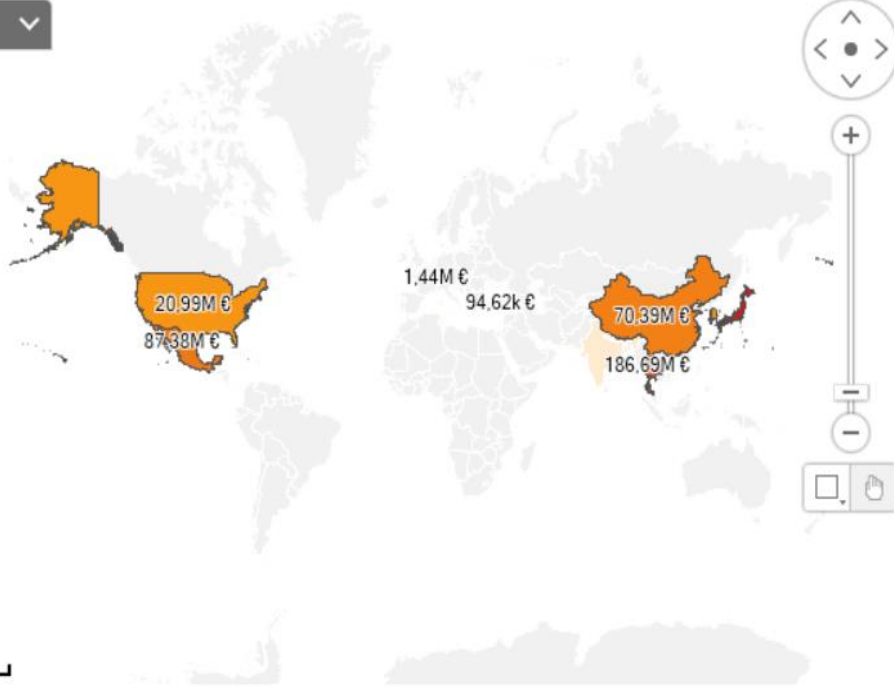 1,44M €
20,99M €
94,62k €
70,39M €
87,38M €
186,69M €